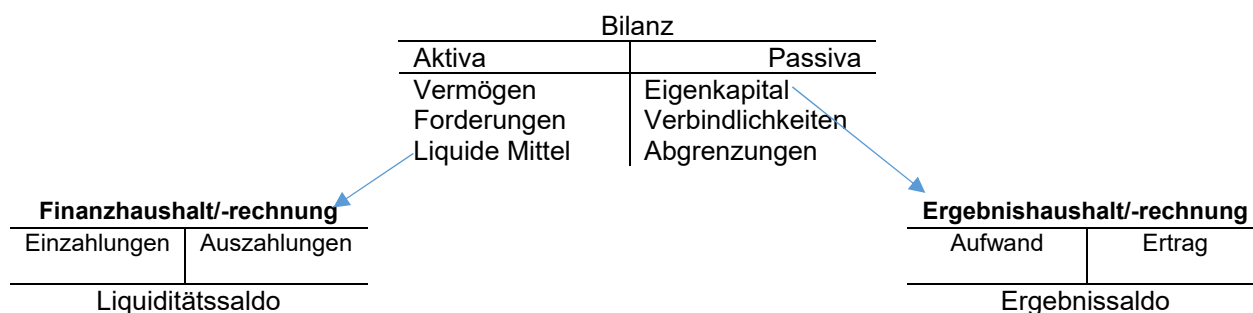 Bilanz
Aktiva Passiva
Vermögen Eigenkapital
Forderungen Verbindlichkeiten
Liquide Mittel Abgrenzungen
Finanzhaushalt/-rechnung Ergebnishaushalt/-rechnung
Einzahlungen Auszahlungen Aufwand Ertrag
Liquiditätssaldo Ergebnissaldo